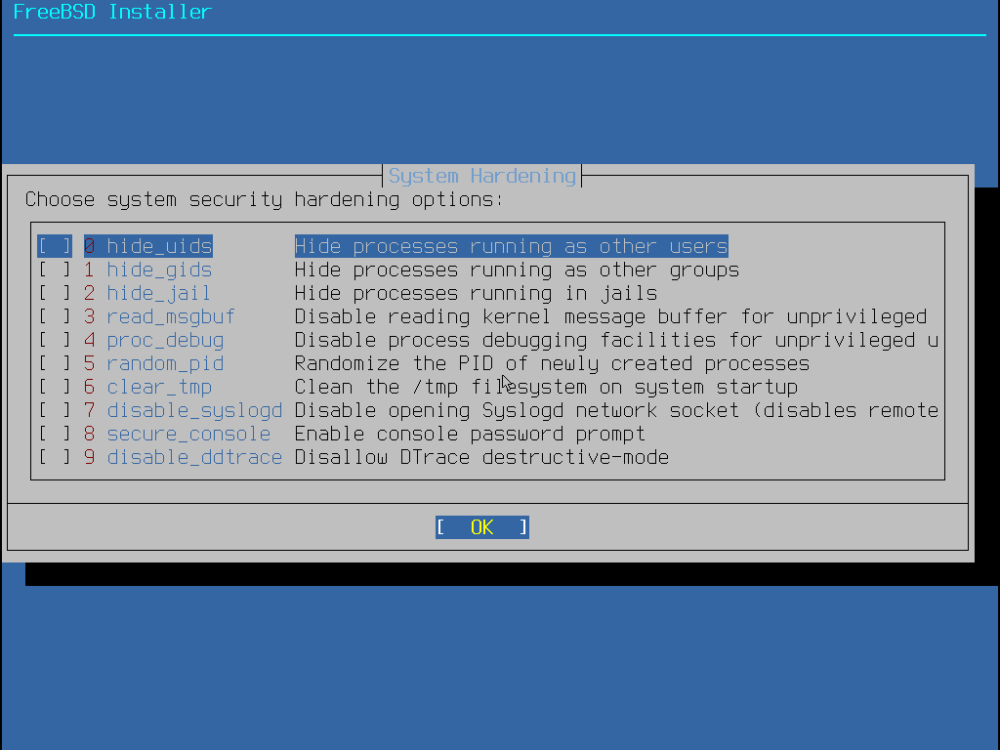 FreeBSD Installer
System Hardening
Choose system security hardening options:
[ ] 0 hide_uids Hide processes running as other users
[ ] 1 hide_gids Hide processes running as other groups
[ ] 2 hide_jail Hide processes running in jails
[ ] 3 read_msgbuf Disable reading kernel message buffer for unprivileged
[ ] 4 proc_debug Disable process debugging facilities for unprivileged u
[ ] 5 random_pid Randomize the PID of newly created processes
[ ] 6 clear_tmp Clean the /tmp filesystem on system startup
[ ] 7 disable_syslogd Disable opening Syslogd network socket (disables remote
[ ] 8 secure_console Enable console password prompt
[ ] 9 disable_ddtrace Disallow DTrace destructive-mode
[ OK ]